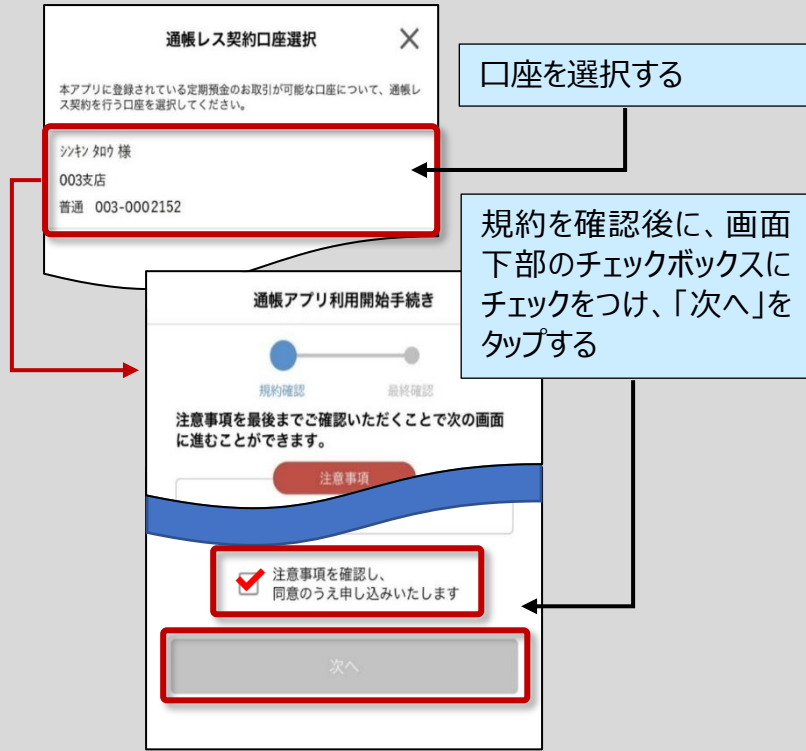 通帳レス契約口座選択
本アプリに登録されている定期預金のお取引が可能な口座について、通帳レ
ス契約を行う口座を選択してください。
シンキン タロウ 様
003支店
普通 003-0002152
口座を選択する
規約を確認後に、画面
下部のチェックボックスに
チェックをつけ、「次へ」を
タップする
通帳アプリ利用開始手続き
規約確認
最終確認
注意事項を最後までご確認いただくことで次の画面
に進むことができます。
注意事項
注意事項を確認し、
同意のうえ申し込みいたします
次へ